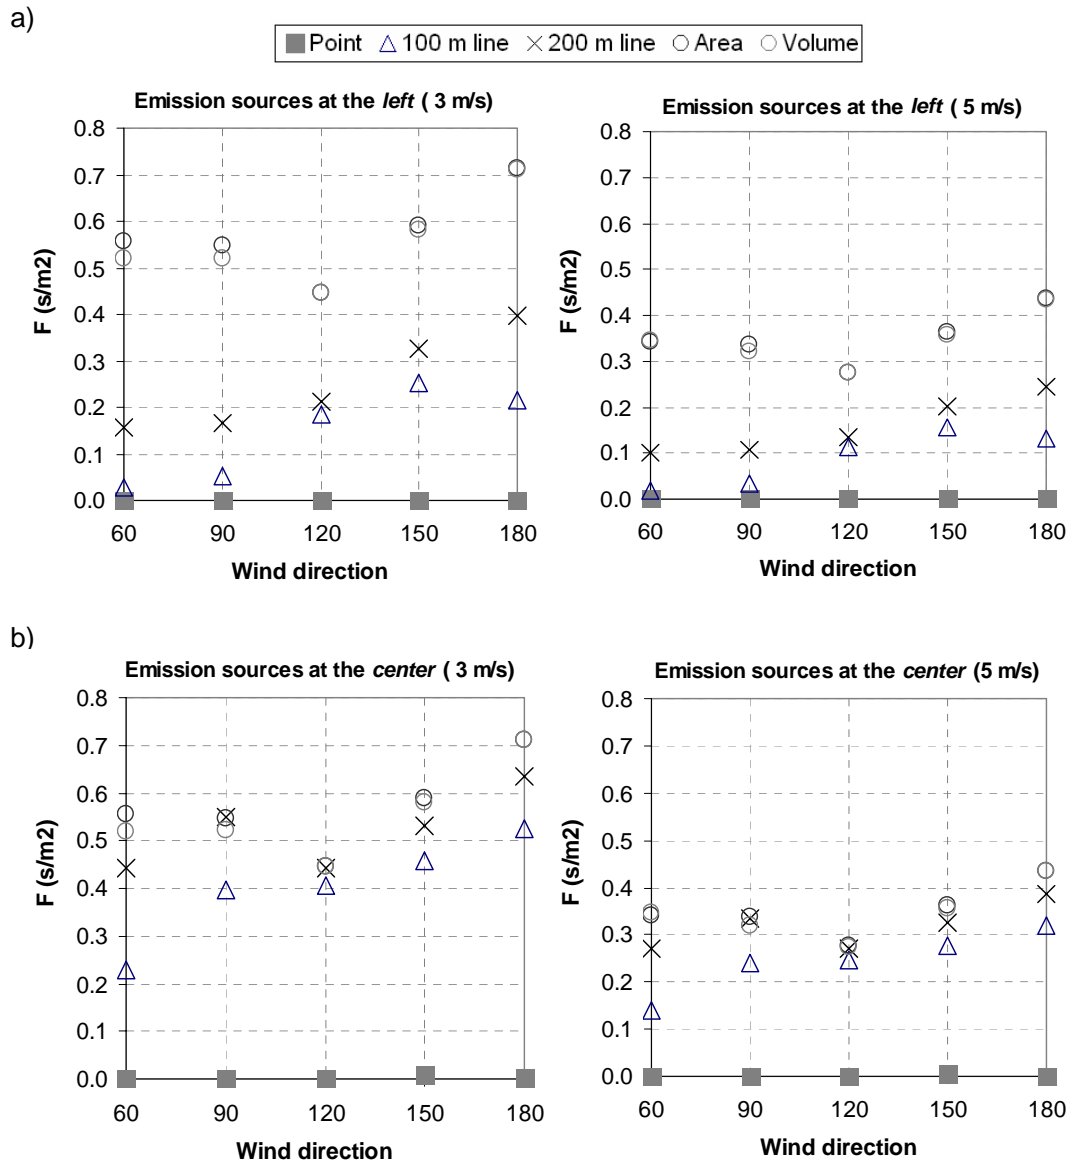 a)
Point 100 m line 200 m line Area Volume
Emission sources at the left ( 3 m/s)
0.8
0.7
0.6
0.5
0.4
0.3
0.2
0.1
0.0
F (s/m2)
60 90 120 150 180
Wind direction
Emission sources at the left ( 5 m/s)
0.8
0.7
0.6
0.5
0.4
0.3
0.2
0.1
0.0
F (s/m2)
60 90 120 150 180
Wind direction
b)
Emission sources at the center ( 3 m/s)
0.8
0.7
0.6
0.5
0.4
0.3
0.2
0.1
0.0
F (s/m2)
60 90 120 150 180
Wind direction
Emission sources at the center (5 m/s)
0.8
0.7
0.6
0.5
0.4
0.3
0.2
0.1
0.0
F (s/m2)
60 90 120 150 180
Wind direction